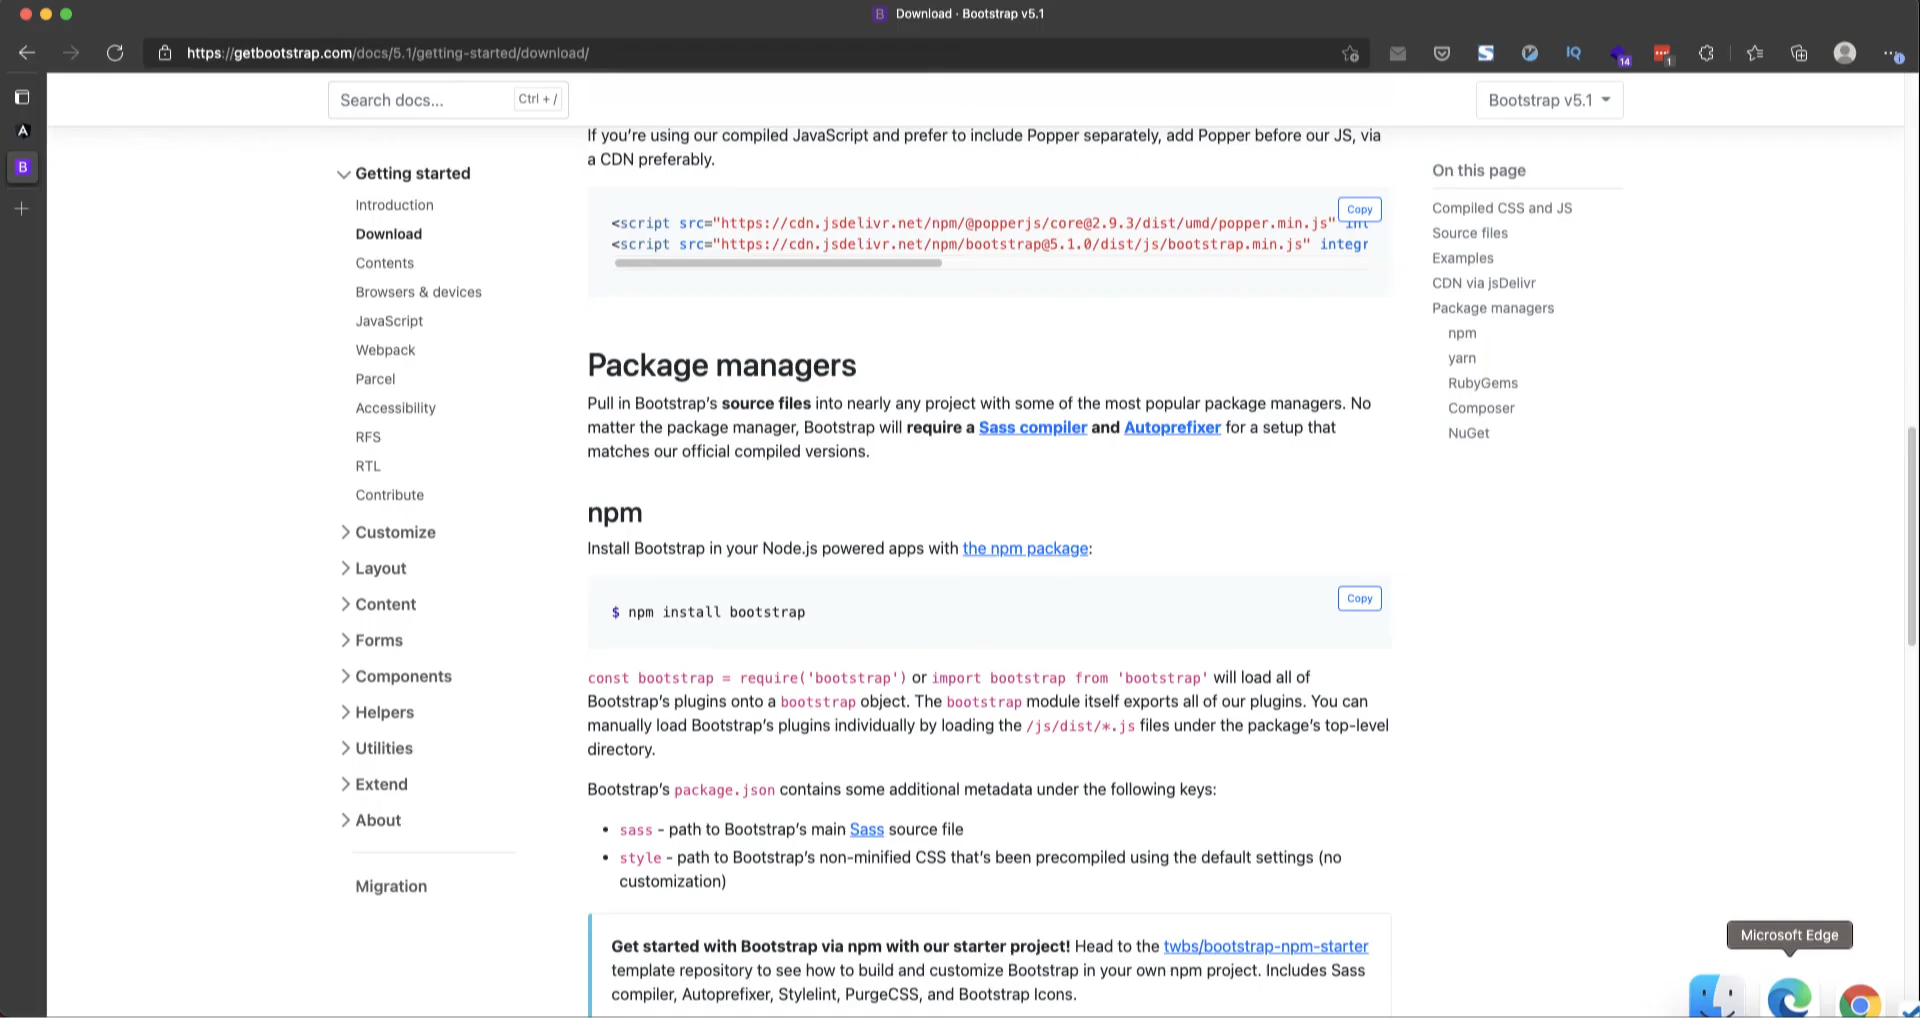 B Download · Bootstrap v5.1
https://getbootstrap.com/docs/5.1/getting-started/download/
S
IQ
14
1
A
B
Search docs...
Ctrl + /
Bootstrap v5.1
Getting started
Introduction
Download
Contents
Browsers & devices
JavaScript
Webpack
Parcel
Accessibility
RFS
RTL
Contribute
Customize
Layout
Content
Forms
Components
Helpers
Utilities
Extend
About
Migration
If you’re using our compiled JavaScript and prefer to include Popper separately, add Popper before our JS, via
a CDN preferably.
Copy
<script src="https://cdn.jsdelivr.net/npm/@popperjs/core@2.9.3/dist/umd/popper.min.js" int
<script src="https://cdn.jsdelivr.net/npm/bootstrap@5.1.0/dist/js/bootstrap.min.js" integr
Package managers
Pull in Bootstrap’s source files into nearly any project with some of the most popular package managers. No
matter the package manager, Bootstrap will require a Sass compiler and Autoprefixer for a setup that
matches our official compiled versions.
npm
Install Bootstrap in your Node.js powered apps with the npm package:
Copy
$ npm install bootstrap
const bootstrap = require('bootstrap') or import bootstrap from 'bootstrap' will load all of
Bootstrap’s plugins onto a bootstrap object. The bootstrap module itself exports all of our plugins. You can
manually load Bootstrap’s plugins individually by loading the /js/dist/*.js files under the package’s top-level
directory.
Bootstrap’s package.json contains some additional metadata under the following keys:
• sass - path to Bootstrap’s main Sass source file
• style - path to Bootstrap’s non-minified CSS that’s been precompiled using the default settings (no
customization)
Get started with Bootstrap via npm with our starter project! Head to the twbs/bootstrap-npm-starter
template repository to see how to build and customize Bootstrap in your own npm project. Includes Sass
compiler, Autoprefixer, Stylelint, PurgeCSS, and Bootstrap Icons.
On this page
Compiled CSS and JS
Source files
Examples
CDN via jsDelivr
Package managers
npm
yarn
RubyGems
Composer
NuGet
Microsoft Edge